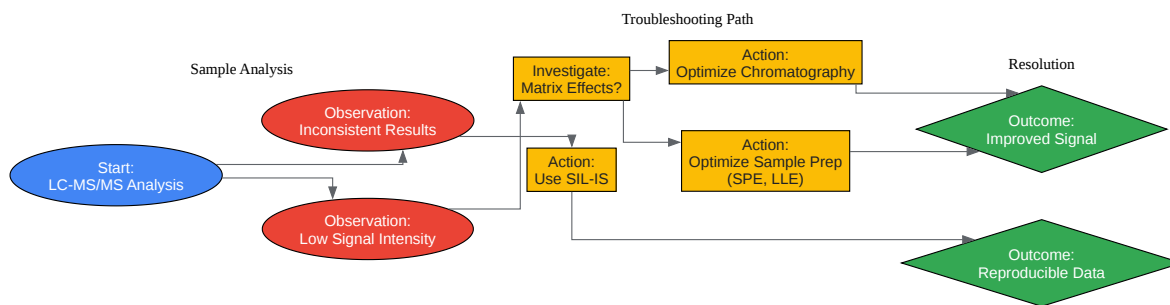 Troubleshooting Path
Sample Analysis
Resolution
Start:
LC-MS/MS Analysis
Observation:
Inconsistent Results
Observation:
Low Signal Intensity
Investigate:
Matrix Effects?
Action:
Use SIL-IS
Action:
Optimize Chromatography
Action:
Optimize Sample Prep
(SPE, LLE)
Outcome:
Improved Signal
Outcome:
Reproducible Data